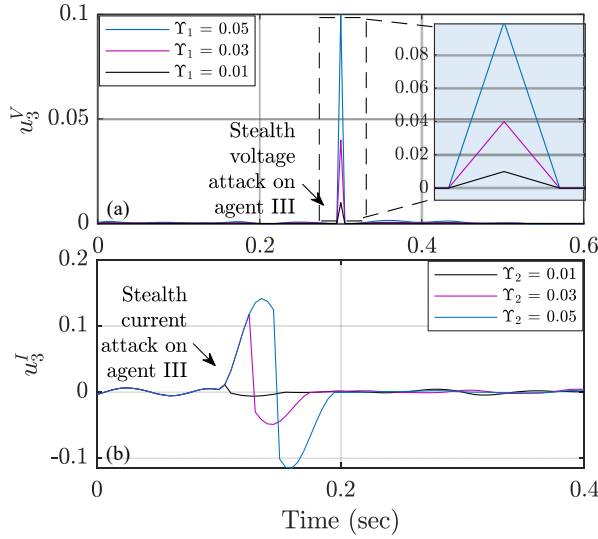 0.1
Υ₁ = 0.05
Υ₁ = 0.03
Υ₁ = 0.01
0.08
0.06
0.04
0.02
0
u₃ⱽ
0.05
Stealth
voltage
attack on
agent III
(a)
0
0 0.2 0.4 0.6
0.2
Υ₂ = 0.01
Υ₂ = 0.03
Υ₂ = 0.05
Stealth
current
attack on
agent III
0.1
u₃ᴵ
0
-0.1
(b)
0 0.2 0.4
Time (sec)